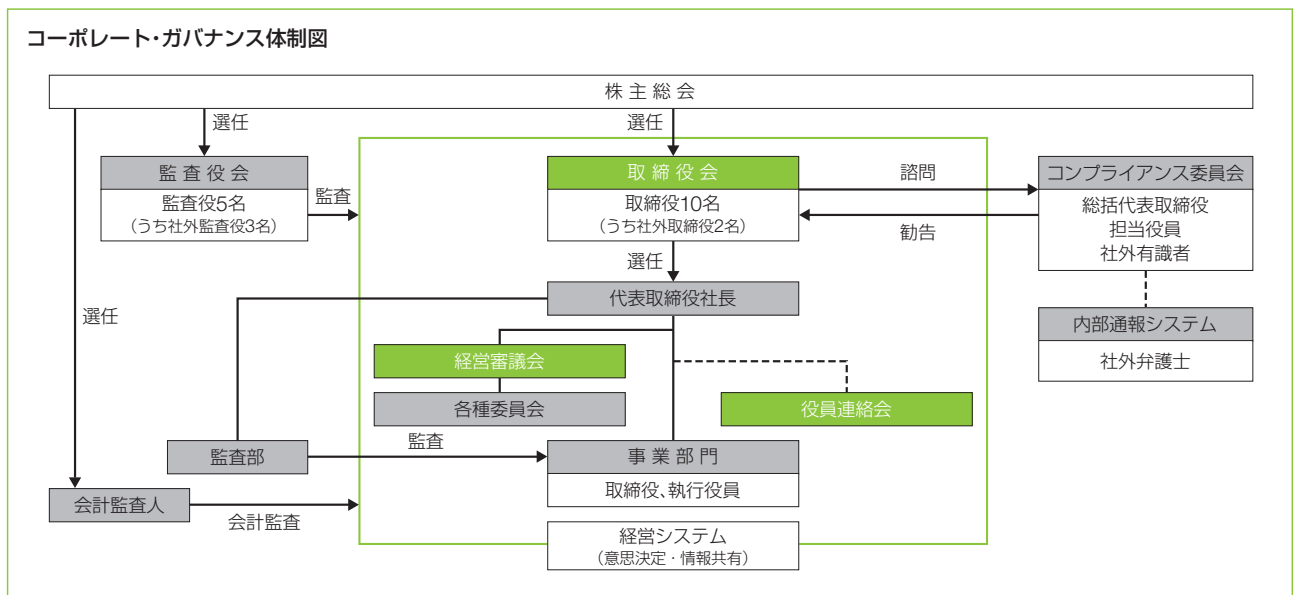 コーポレート・ガバナンス体制図
株主総会
選任
選任
監査役会
監査役5名
（うち社外監査役3名）
監査
取締役会
取締役10名
（うち社外取締役2名）
諮問
勧告
コンプライアンス委員会
総括代表取締役
担当役員
社外有識者
選任
代表取締役社長
選任
内部通報システム
社外弁護士
経営審議会
各種委員会
役員連絡会
監査部
監査
事業部門
取締役、執行役員
会計監査人
会計監査
経営システム
（意思決定・情報共有）